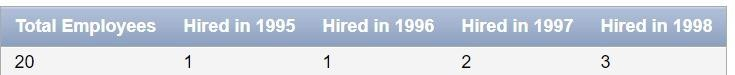 Total Employees Hired in 1995 Hired in 1996 Hired in 1997 Hired in 1998
20 1 1 2 3